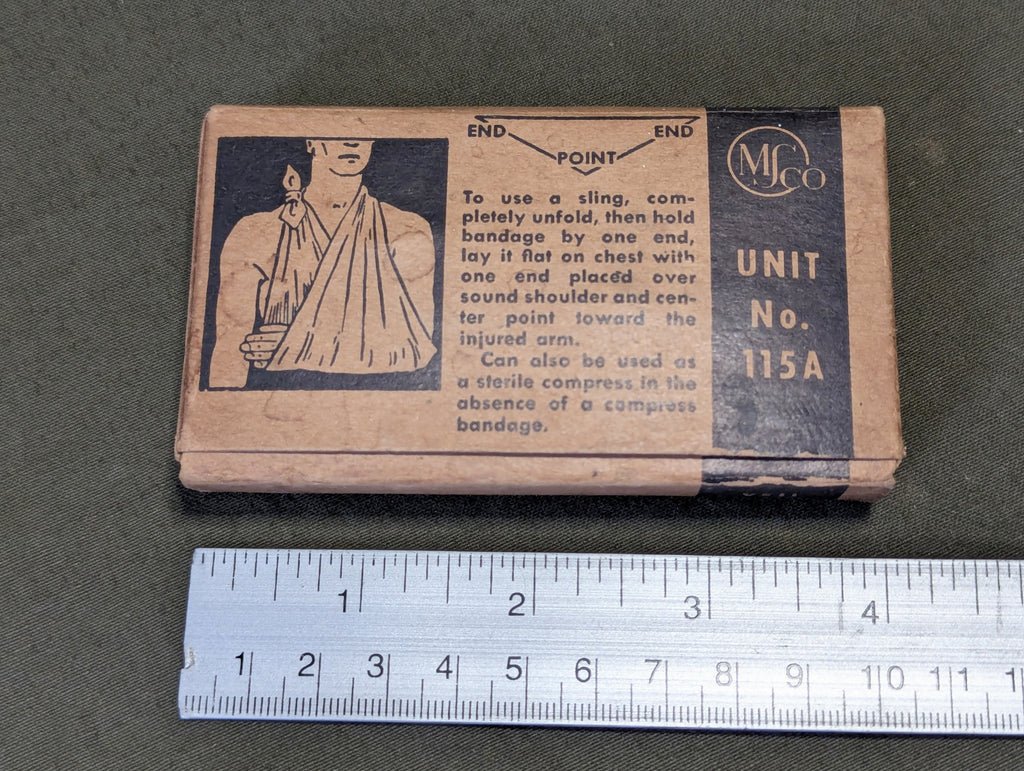 END END
POINT
To use a sling, com-
pletely unfold, then hold
bandage by one end,
lay it flat on chest with
one end placed over
sound shoulder and cen-
ter point toward the
injured arm.
Can also be used as
a sterile compress in the
absence of a compress
bandage.
MSCO
UNIT
No.
115A
1 2 3 4
1 2 3 4 5 6 7 8 9 10 11